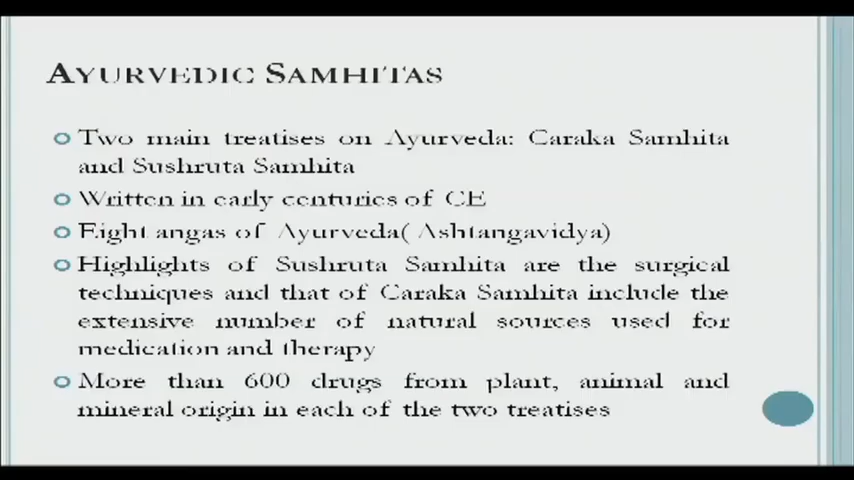 AYURVEDIC SAMHITAS
Two main treatises on Ayurveda: Caraka Samhita
and Sushruta Samhita
Written in early centuries of CE
Eight angas of Ayurveda( Ashtangavidya)
Highlights of Sushruta Samhita are the surgical
techniques and that of Caraka Samhita include the
extensive number of natural sources used for
medication and therapy
More than 600 drugs from plant, animal and
mineral origin in each of the two treatises